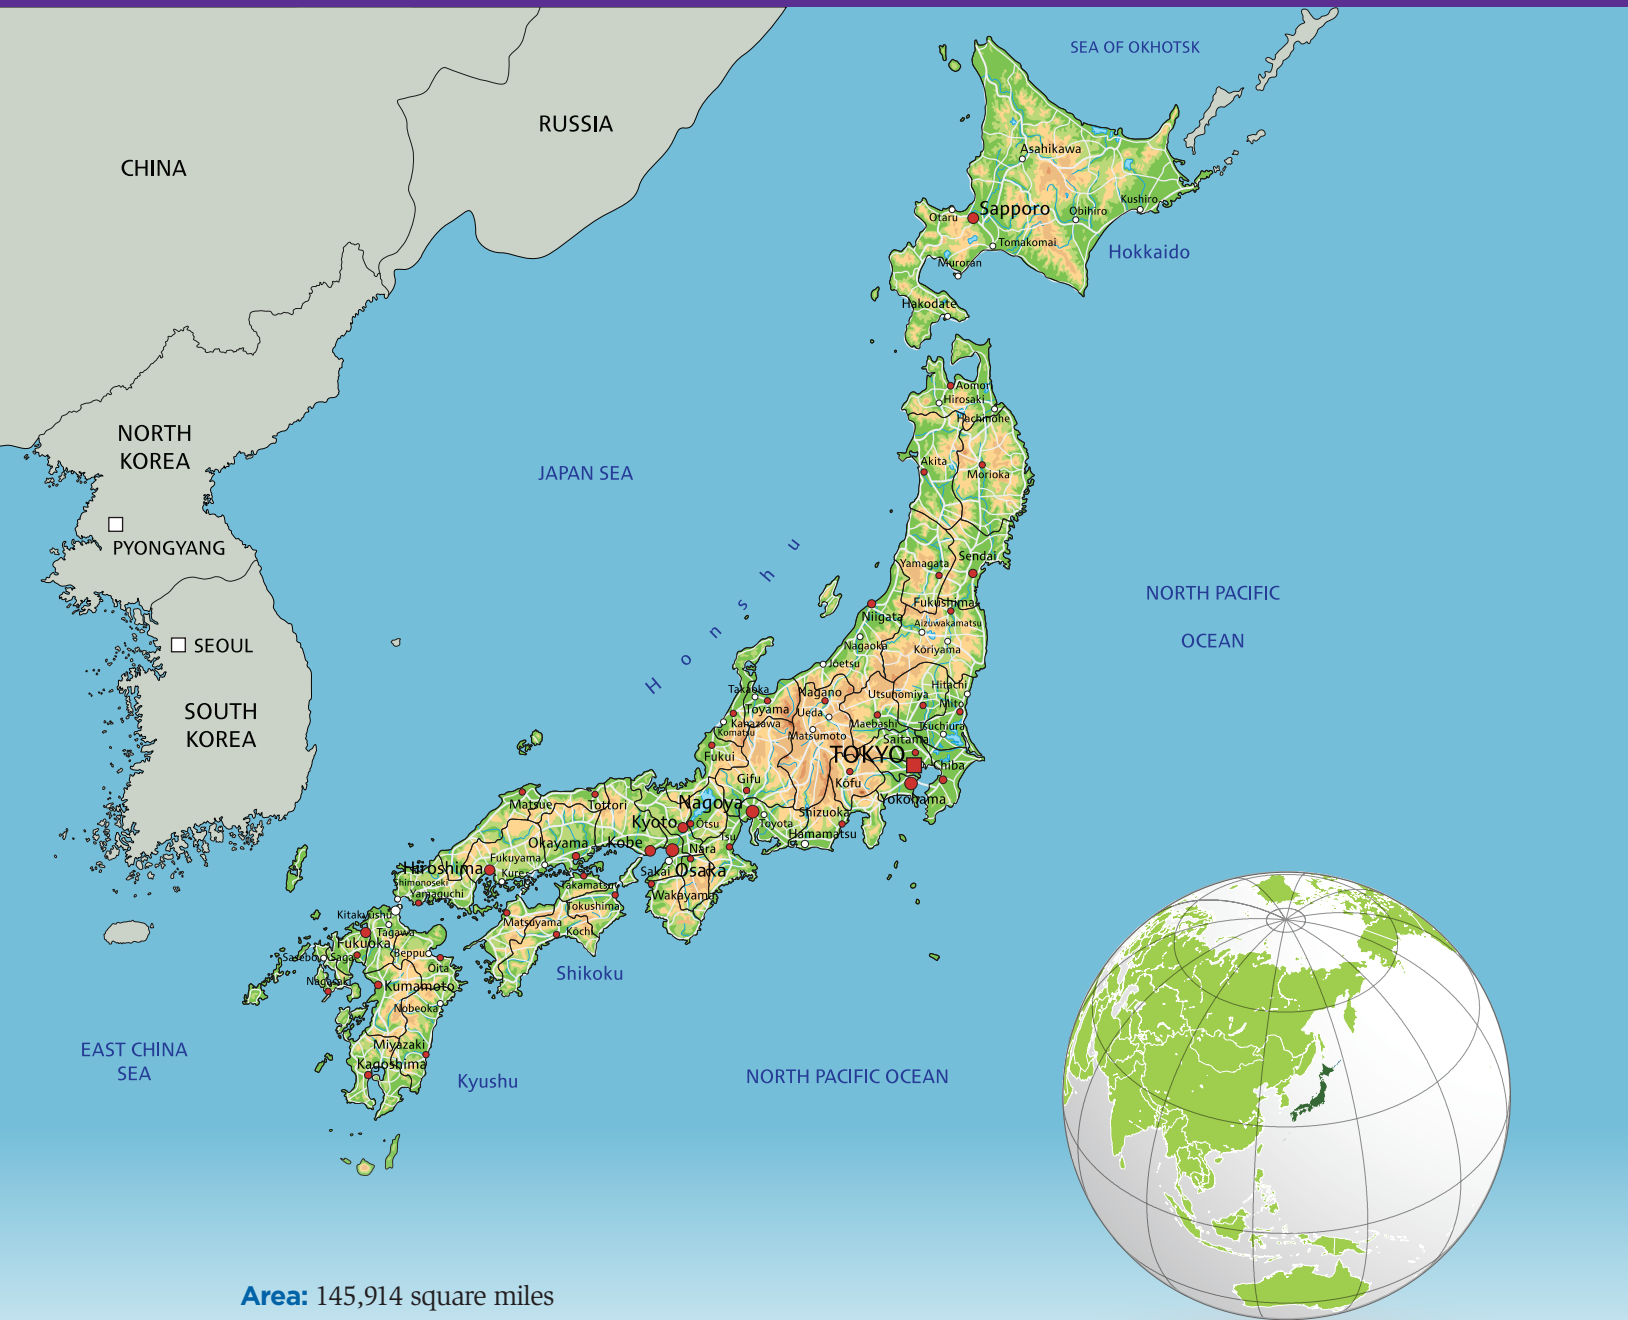 SEA OF OKHOTSK
RUSSIA
CHINA
Asahikawa
Sapporo
Otaru
Obihiro
Kushiro
Tomakomai
Hokkaido
Muroran
Hakodate
Aomori
Hirosaki
Hachinohe
NORTH
KOREA
Akita
Morioka
JAPAN SEA
PYONGYANG
Honshu
Sendai
Yamagata
NORTH PACIFIC
OCEAN
Fukushima
Niigata
Aizuwakamatsu
Nagaoka
Koriyama
SEOUL
Joetsu
SOUTH
KOREA
Takaoka
Toyama
Kanazawa
Komatsu
Nagano
Ueda
Matsumoto
Utsunomiya
Hitachi
Mito
Maebashi
Tsuchiura
Saitama
TOKYO
Chiba
Fukui
Gifu
Kofu
Yokohama
Matsue
Tottori
Nagoya
Kyoto
Otsu
Toyota
Shizuoka
Hamamatsu
Tsu
Okayama
Kobe
Nara
Fukuyama
Hiroshima
Kure
Sakai
Osaka
Shimonoseki
Yamaguchi
Takamatsu
Wakayama
Tokushima
Kitakyushu
Tagawa
Matsuyama
Kochi
Fukuoka
Sasebo
Saga
Beppu
Oita
Shikoku
Nagasaki
Kumamoto
Nobeoka
EAST CHINA
SEA
Miyazaki
Kagoshima
Kyushu
NORTH PACIFIC OCEAN
Area: 145,914 square miles